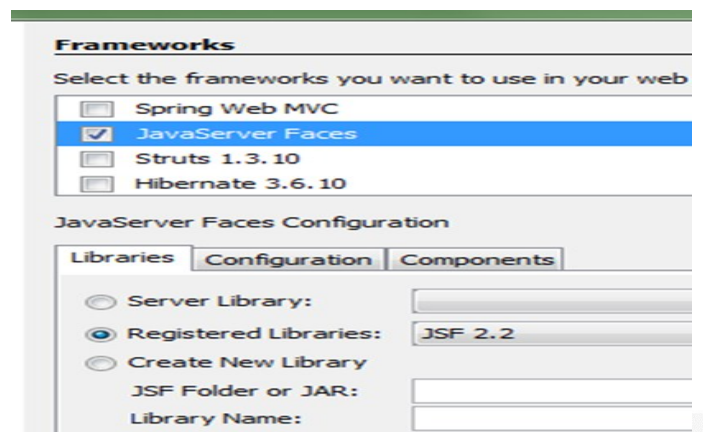 Frameworks
Select the frameworks you want to use in your web
Spring Web MVC
JavaServer Faces
Struts 1.3.10
Hibernate 3.6.10
JavaServer Faces Configuration
Libraries Configuration Components
Server Library:
Registered Libraries: JSF 2.2
Create New Library
JSF Folder or JAR:
Library Name: